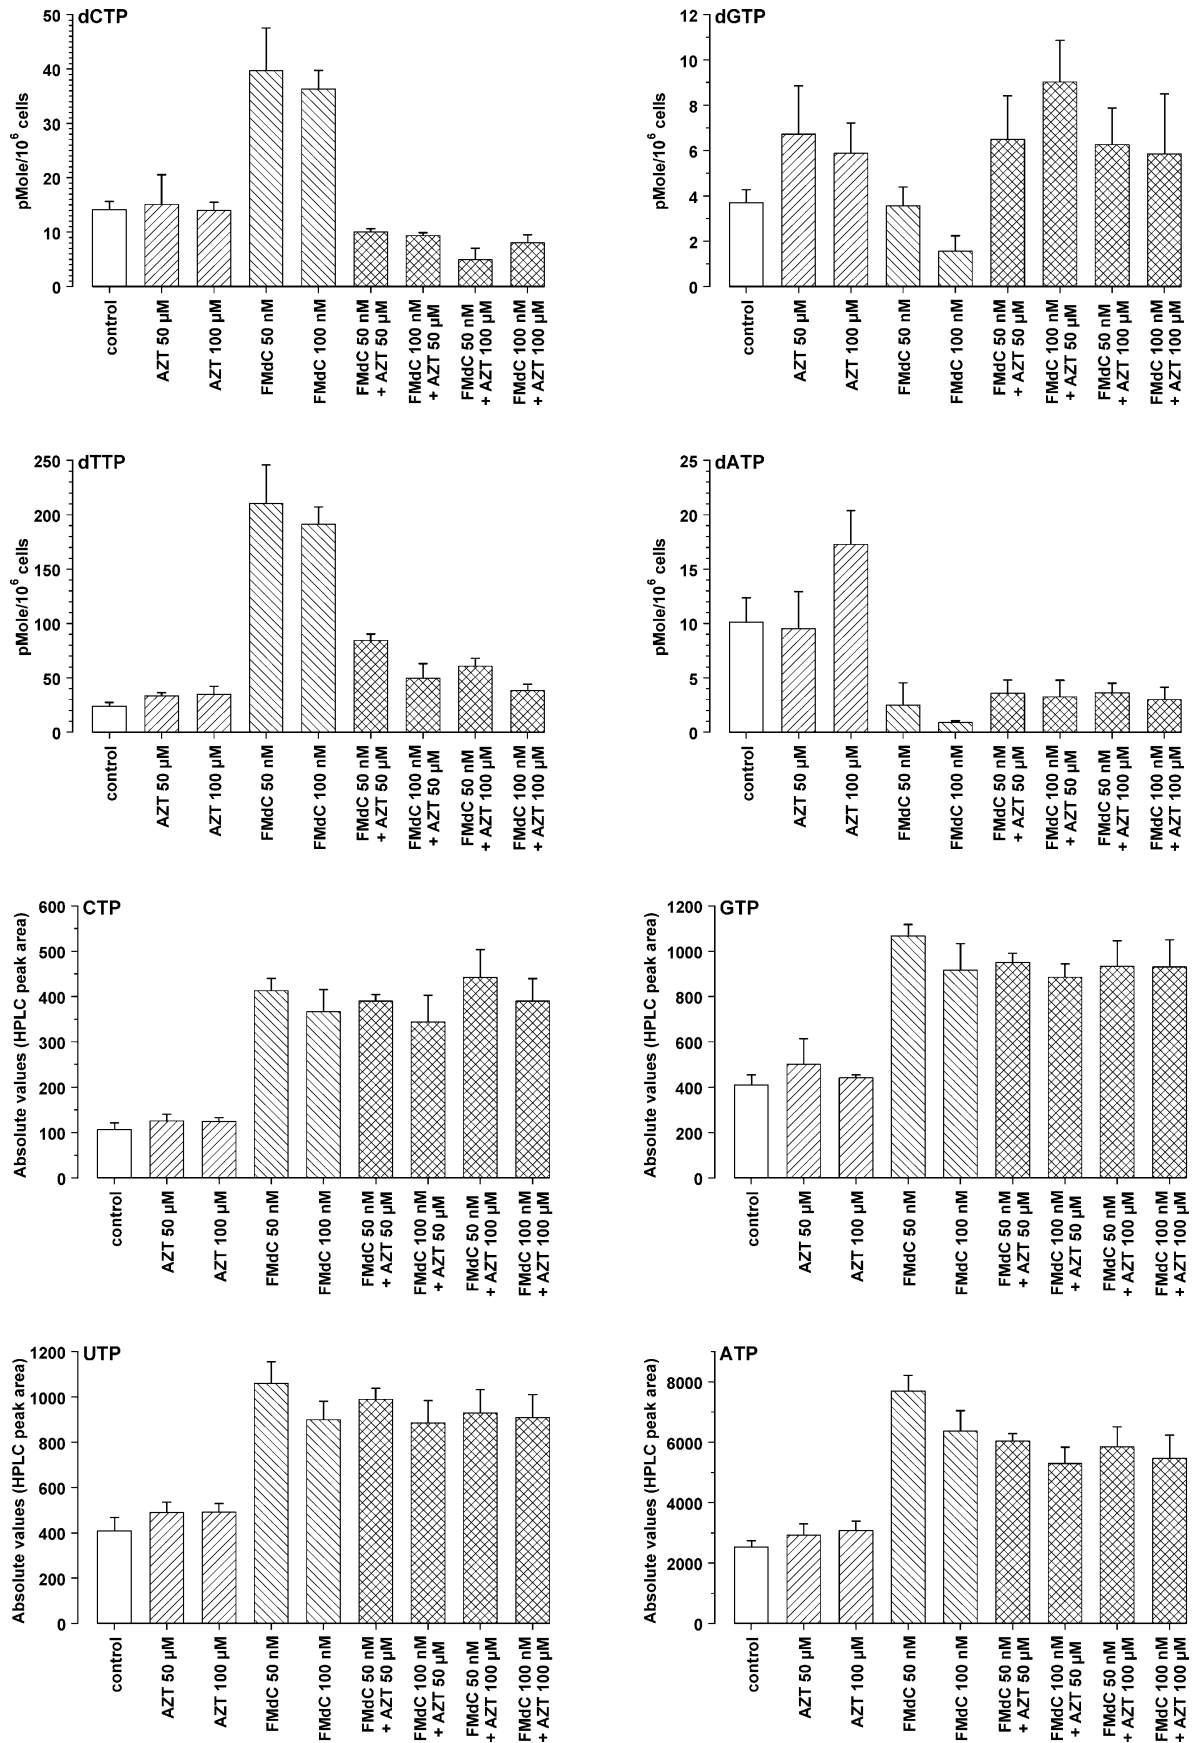 dCTP
pMole/10⁶ cells
50
40
30
20
10
0
control
AZT 50 µM
AZT 100 µM
FMdC 50 nM
FMdC 100 nM
FMdC 50 nM
+ AZT 50 µM
FMdC 100 nM
+ AZT 50 µM
FMdC 50 nM
+ AZT 100 µM
FMdC 100 nM
+ AZT 100 µM
dGTP
pMole/10⁶ cells
12
10
8
6
4
2
0
control
AZT 50 µM
AZT 100 µM
FMdC 50 nM
FMdC 100 nM
FMdC 50 nM
+ AZT 50 µM
FMdC 100 nM
+ AZT 50 µM
FMdC 50 nM
+ AZT 100 µM
FMdC 100 nM
+ AZT 100 µM
dTTP
pMole/10⁶ cells
250
200
150
100
50
0
control
AZT 50 µM
AZT 100 µM
FMdC 50 nM
FMdC 100 nM
FMdC 50 nM
+ AZT 50 µM
FMdC 100 nM
+ AZT 50 µM
FMdC 50 nM
+ AZT 100 µM
FMdC 100 nM
+ AZT 100 µM
dATP
pMole/10⁶ cells
25
20
15
10
5
0
control
AZT 50 µM
AZT 100 µM
FMdC 50 nM
FMdC 100 nM
FMdC 50 nM
+ AZT 50 µM
FMdC 100 nM
+ AZT 50 µM
FMdC 50 nM
+ AZT 100 µM
FMdC 100 nM
+ AZT 100 µM
CTP
Absolute values (HPLC peak area)
600
500
400
300
200
100
0
control
AZT 50 µM
AZT 100 µM
FMdC 50 nM
FMdC 100 nM
FMdC 50 nM
+ AZT 50 µM
FMdC 100 nM
+ AZT 50 µM
FMdC 50 nM
+ AZT 100 µM
FMdC 100 nM
+ AZT 100 µM
GTP
Absolute values (HPLC peak area)
1200
1000
800
600
400
200
0
control
AZT 50 µM
AZT 100 µM
FMdC 50 nM
FMdC 100 nM
FMdC 50 nM
+ AZT 50 µM
FMdC 100 nM
+ AZT 50 µM
FMdC 50 nM
+ AZT 100 µM
FMdC 100 nM
+ AZT 100 µM
UTP
Absolute values (HPLC peak area)
1200
1000
800
600
400
200
0
control
AZT 50 µM
AZT 100 µM
FMdC 50 nM
FMdC 100 nM
FMdC 50 nM
+ AZT 50 µM
FMdC 100 nM
+ AZT 50 µM
FMdC 50 nM
+ AZT 100 µM
FMdC 100 nM
+ AZT 100 µM
ATP
Absolute values (HPLC peak area)
8000
6000
4000
2000
0
control
AZT 50 µM
AZT 100 µM
FMdC 50 nM
FMdC 100 nM
FMdC 50 nM
+ AZT 50 µM
FMdC 100 nM
+ AZT 50 µM
FMdC 50 nM
+ AZT 100 µM
FMdC 100 nM
+ AZT 100 µM